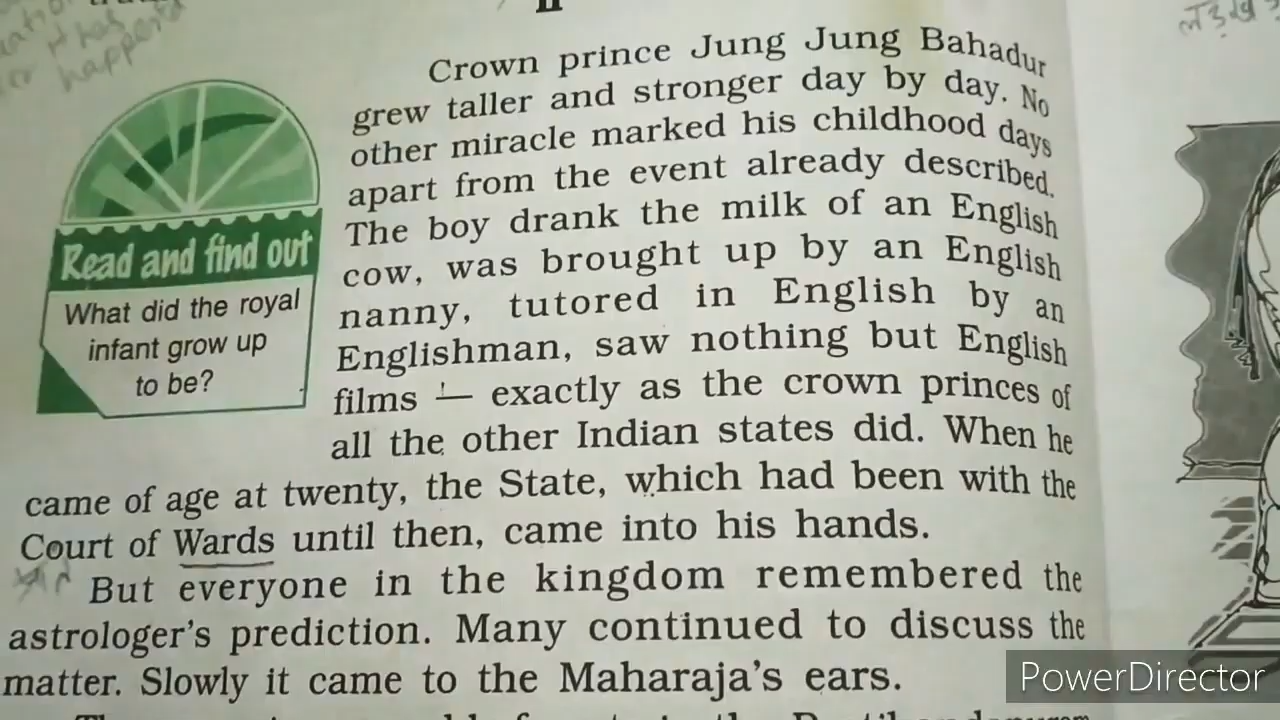 II
Crown prince Jung Jung Bahadur
grew taller and stronger day by day. No
other miracle marked his childhood days
apart from the event already described.
The boy drank the milk of an English
cow, was brought up by an English
nanny, tutored in English by an
Englishman, saw nothing but English
films — exactly as the crown princes of
all the other Indian states did. When he
came of age at twenty, the State, which had been with the
Court of Wards until then, came into his hands.
But everyone in the kingdom remembered the
astrologer's prediction. Many continued to discuss the
matter. Slowly it came to the Maharaja's ears.
Read and find out
What did the royal
infant grow up
to be?
it has
happened
PowerDirector